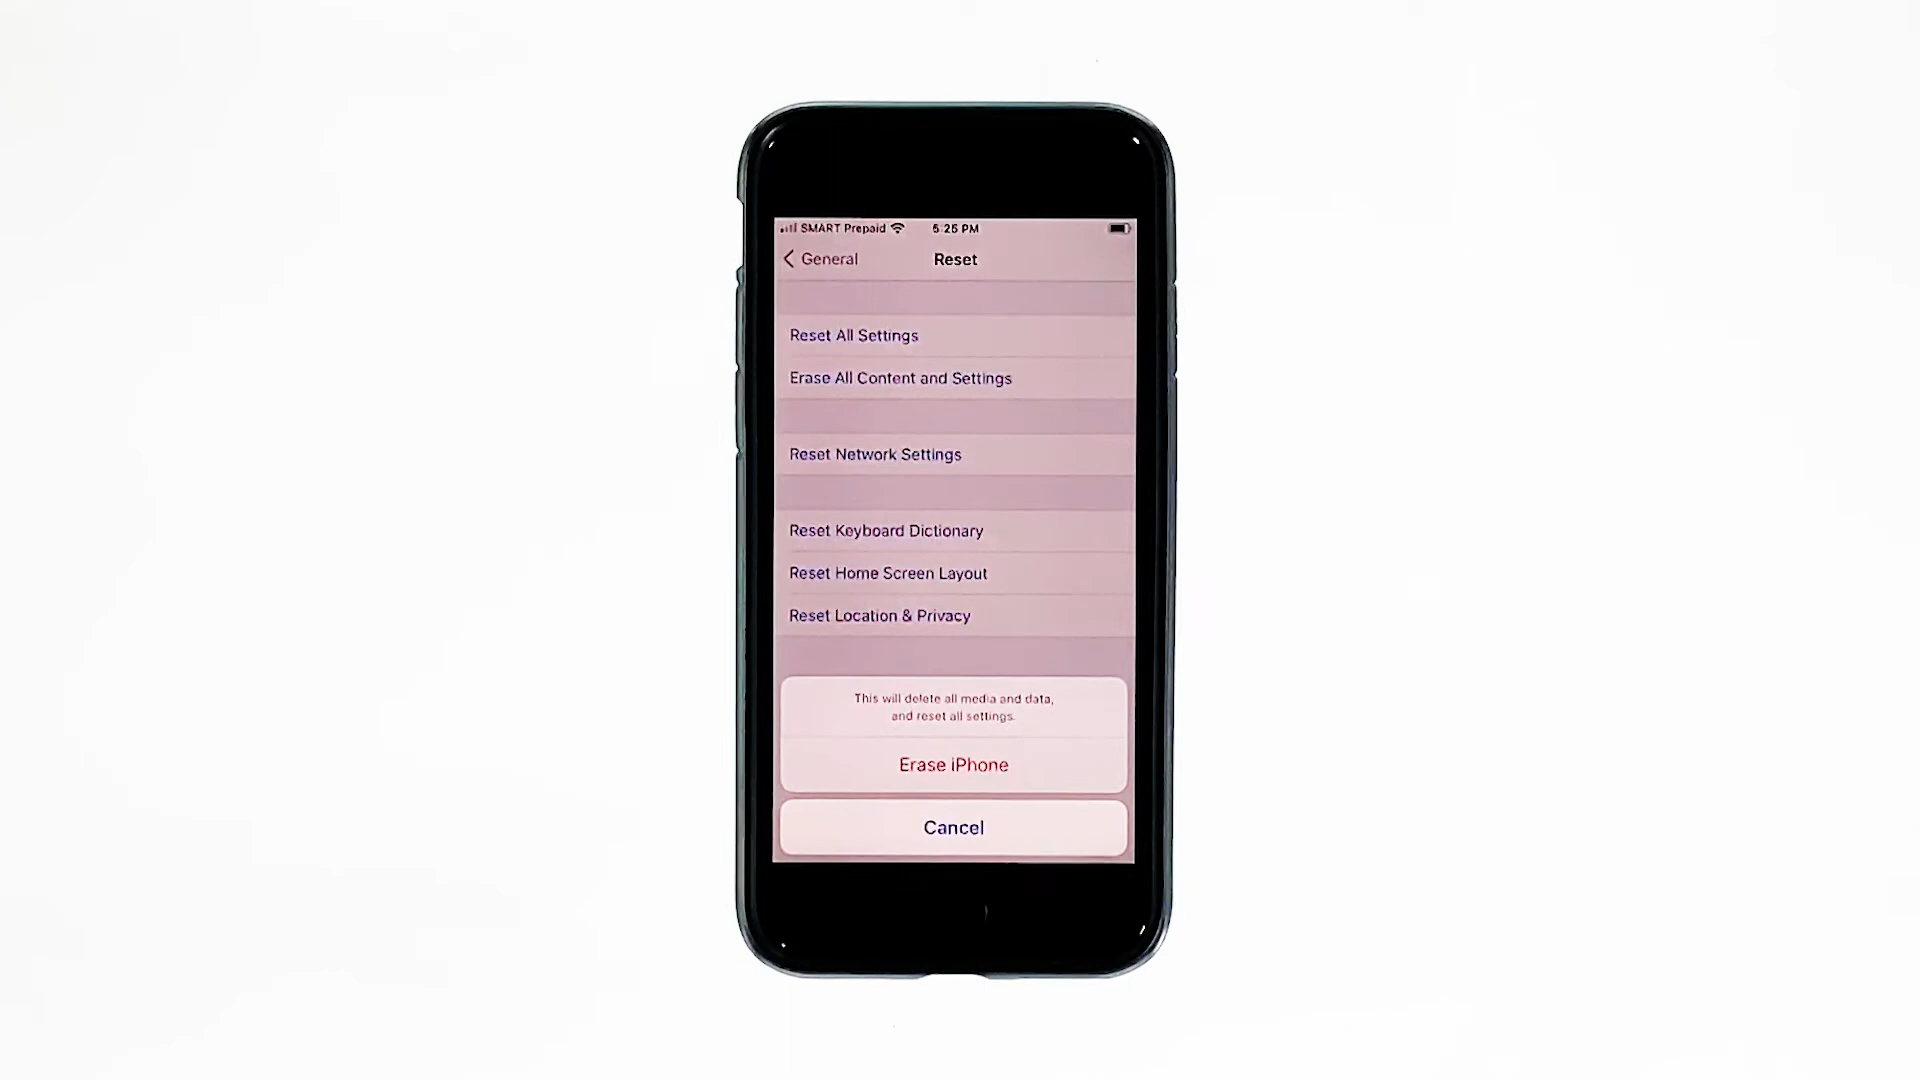 SMART Prepaid 5:25 PM
General Reset
Reset All Settings
Erase All Content and Settings
Reset Network Settings
Reset Keyboard Dictionary
Reset Home Screen Layout
Reset Location & Privacy
This will delete all media and data,
and reset all settings.
Erase iPhone
Cancel